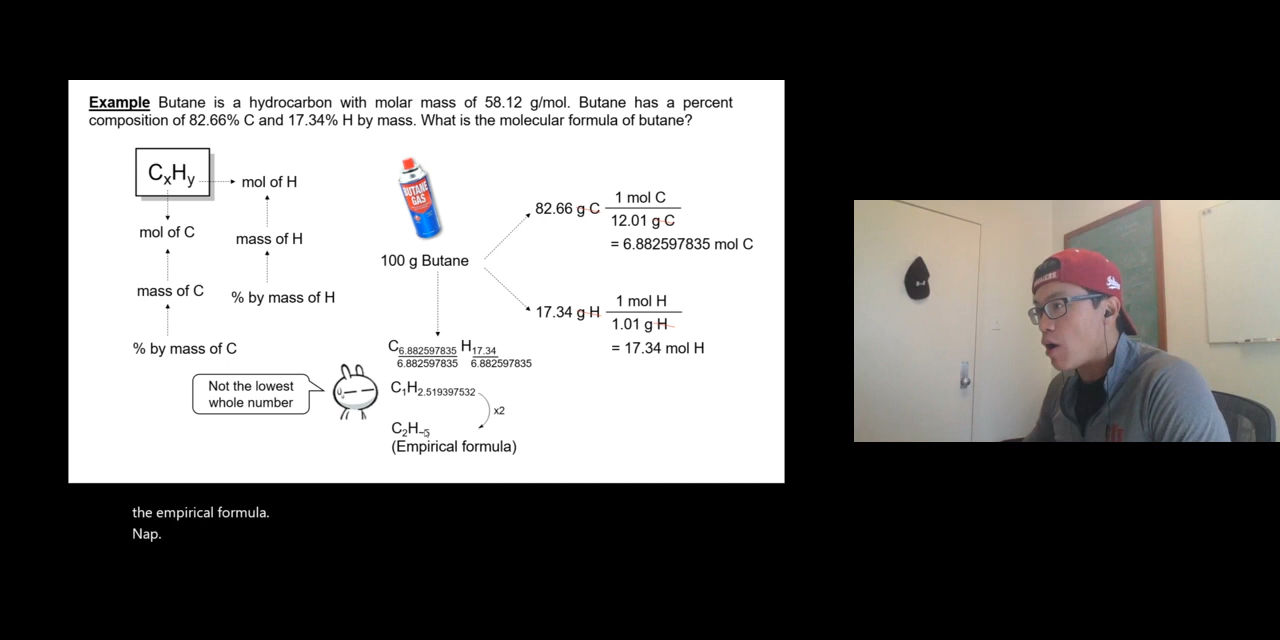 Example Butane is a hydrocarbon with molar mass of 58.12 g/mol. Butane has a percent
composition of 82.66% C and 17.34% H by mass. What is the molecular formula of butane?
CxHy
mol of H
mol of C
mass of H
mass of C
% by mass of H
% by mass of C
BUTANE
GAS
100 g Butane
82.66 g C
1 mol C
12.01 g C
= 6.882597835 mol C
17.34 g H
1 mol H
1.01 g H
= 17.34 mol H
C6.882597835 H17.34
6.882597835 6.882597835
C1H2.519397532
x2
C2H~5
(Empirical formula)
Not the lowest
whole number
the empirical formula.
Nap.